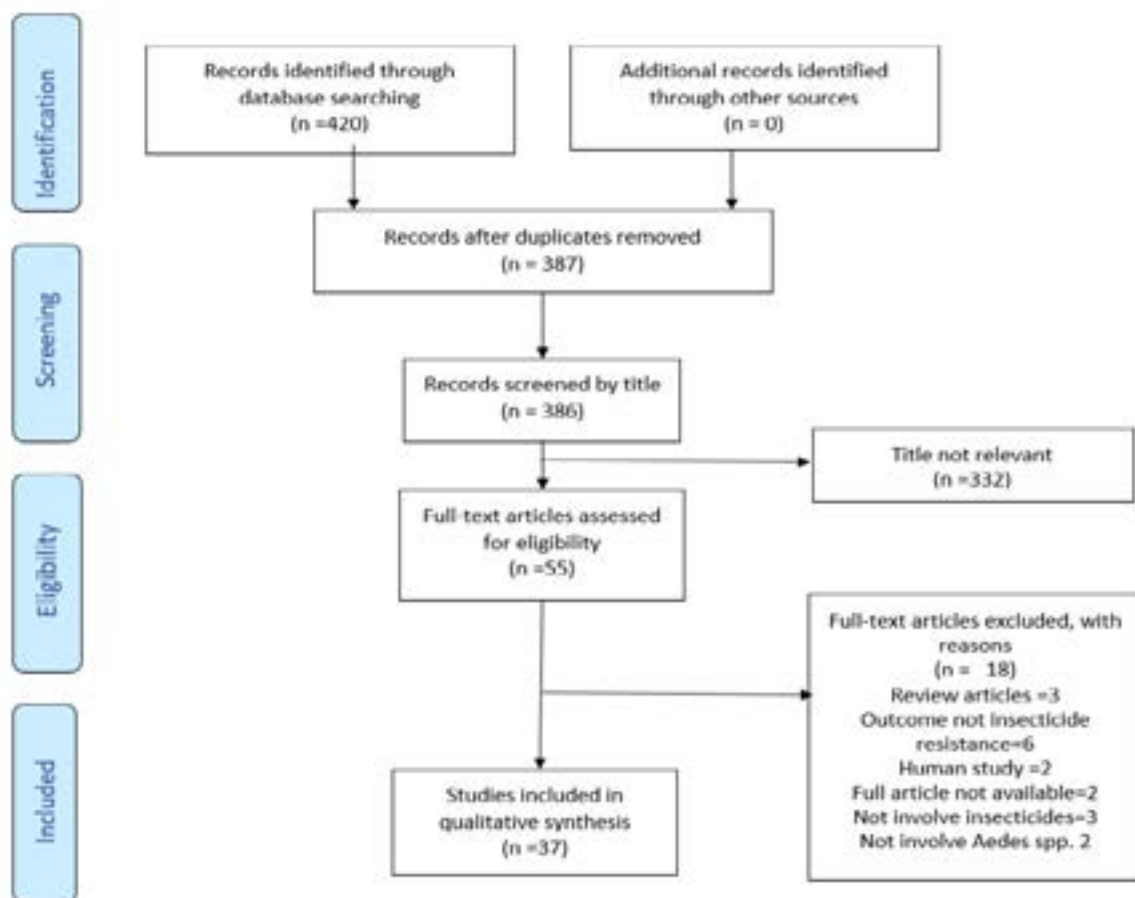 Identification
Records identified through
database searching
(n =420)
Additional records identified
through other sources
(n = 0)
Records after duplicates removed
(n = 387)
Screening
Records screened by title
(n = 386)
Title not relevant
(n =332)
Eligibility
Full-text articles assessed
for eligibility
(n =55)
Full-text articles excluded, with
reasons
(n =   18)
Review articles =3
Outcome not insecticide
resistance=6
Human study =2
Full article not available=2
Not involve insecticides=3
Not involve Aedes spp. 2
Included
Studies included in
qualitative synthesis
(n =37)